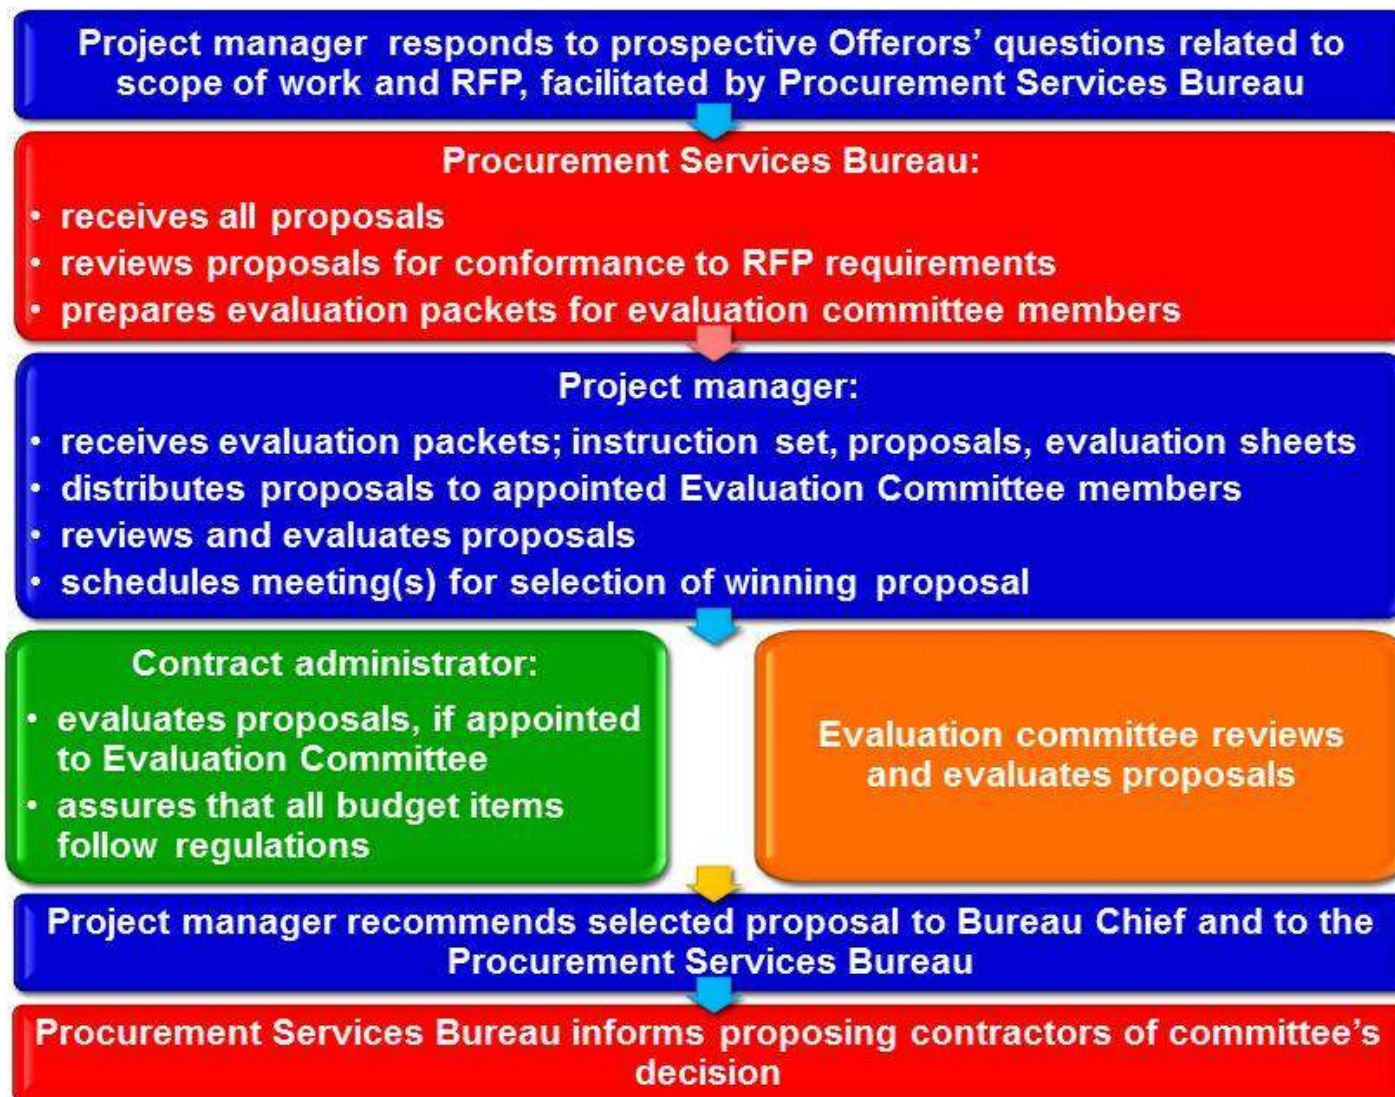 Project manager responds to prospective Offerors’ questions related to
scope of work and RFP, facilitated by Procurement Services Bureau
Procurement Services Bureau:
• receives all proposals
• reviews proposals for conformance to RFP requirements
• prepares evaluation packets for evaluation committee members
Project manager:
• receives evaluation packets; instruction set, proposals, evaluation sheets
• distributes proposals to appointed Evaluation Committee members
• reviews and evaluates proposals
• schedules meeting(s) for selection of winning proposal
Contract administrator:
• evaluates proposals, if appointed
to Evaluation Committee
• assures that all budget items
follow regulations
Evaluation committee reviews
and evaluates proposals
Project manager recommends selected proposal to Bureau Chief and to the
Procurement Services Bureau
Procurement Services Bureau informs proposing contractors of committee’s
decision